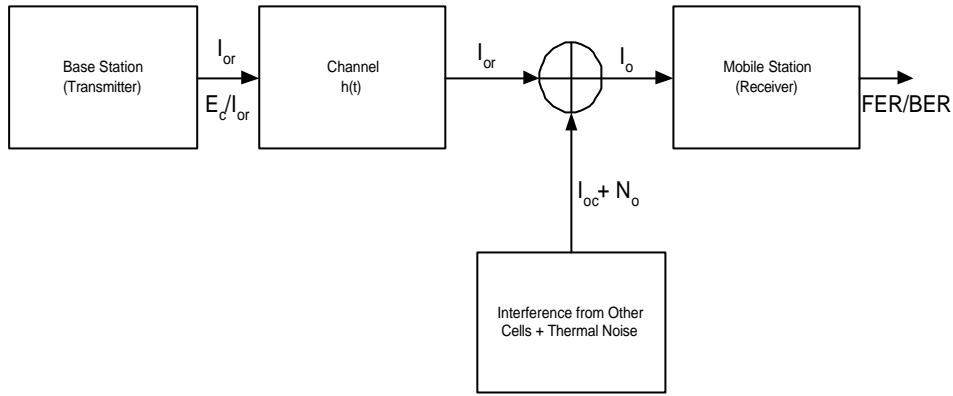 Base Station
(Transmitter)
I_or
E_c/I_or
Channel
h(t)
I_or
I_o
Mobile Station
(Receiver)
FER/BER
I_oc+ N_o
Interference from Other
Cells + Thermal Noise